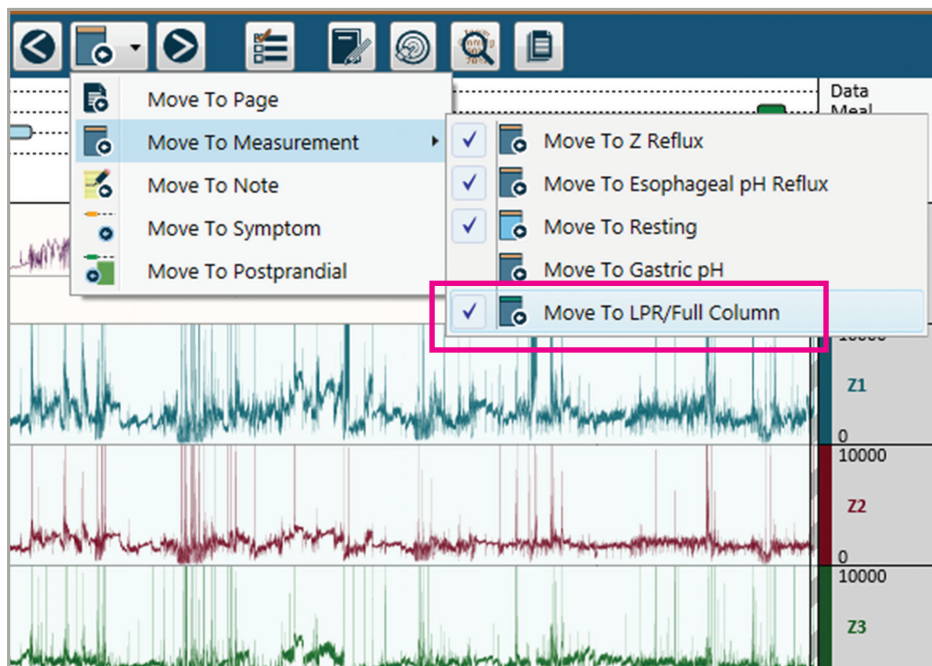 Data
Meal
Move To Page
Move To Measurement
Move To Note
Move To Symptom
Move To Postprandial
Move To Z Reflux
Move To Esophageal pH Reflux
Move To Resting
Move To Gastric pH
Move To LPR/Full Column
10000
Z1
0
10000
Z2
0
10000
Z3